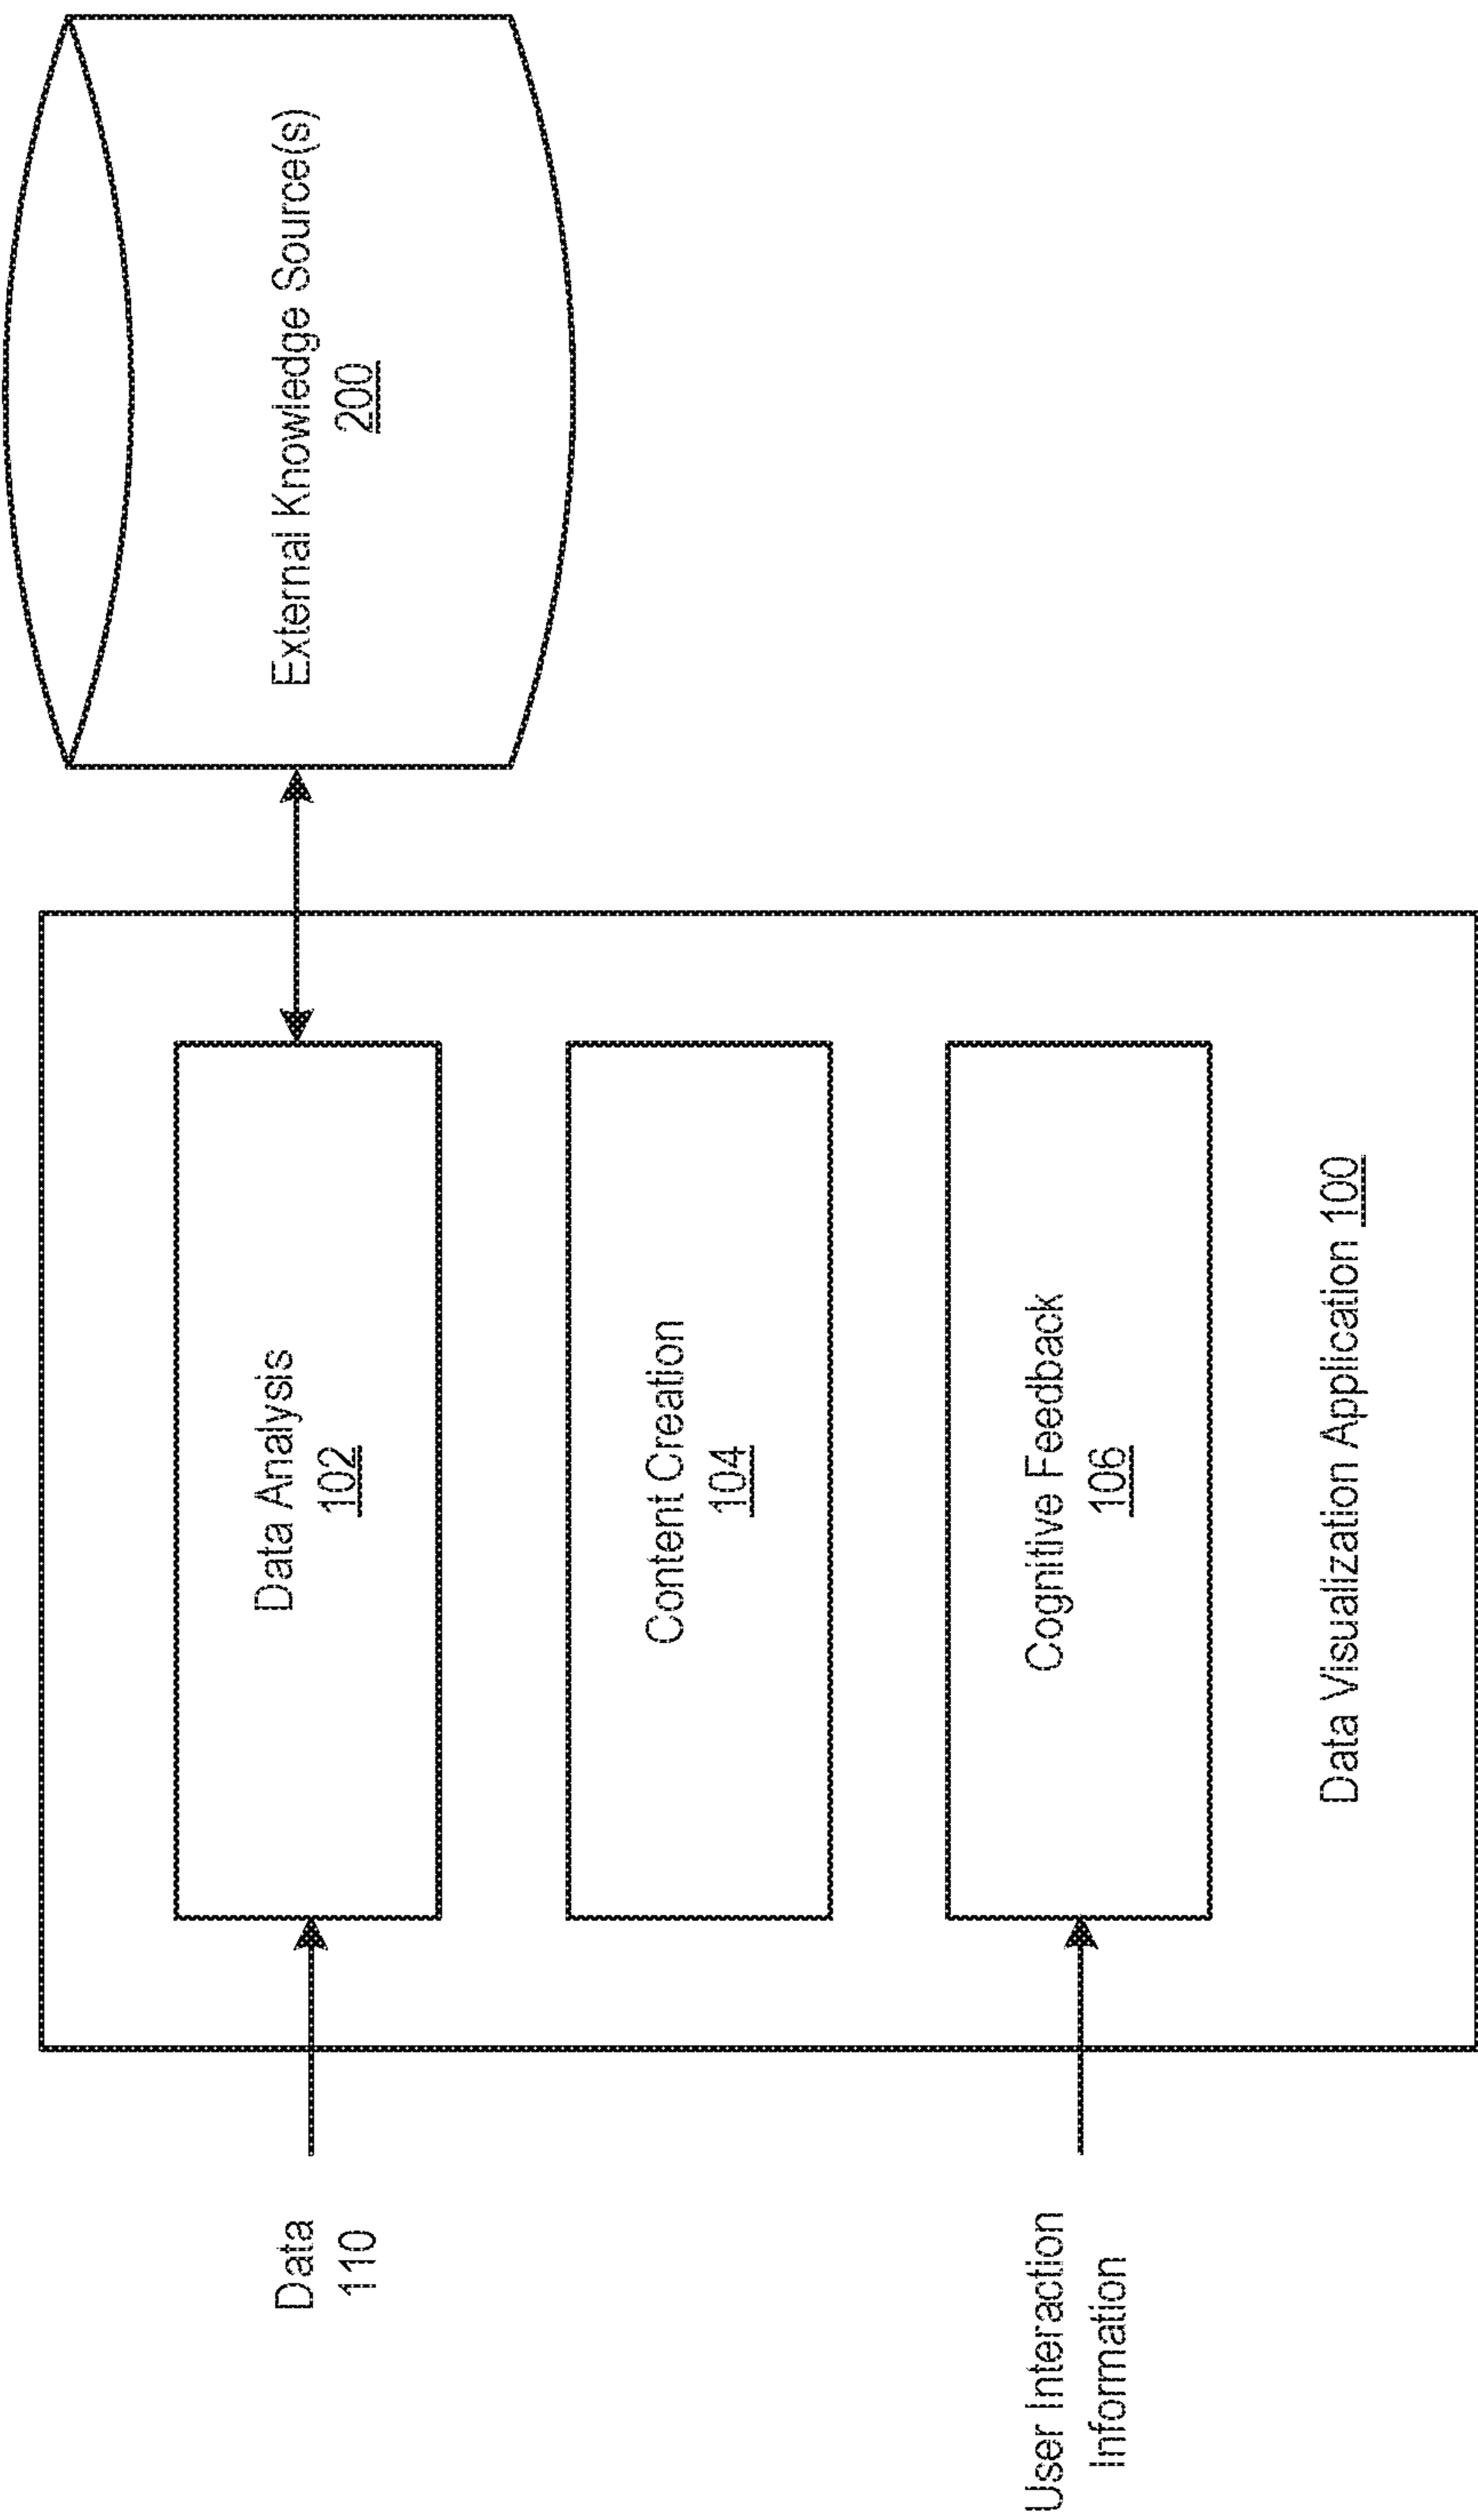 Data
110
Data Analysis
102
External Knowledge Source(s)
200
Content Creation
104
User Interaction
Information
Cognitive Feedback
106
Data Visualization Application 100